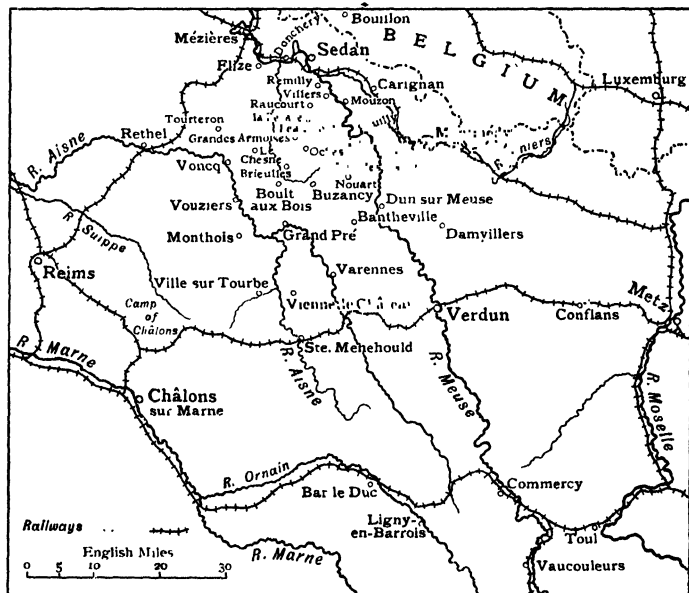 Bouillon
Mézières
Donchery
BELGIUM
Sedan
Flize
Remilly
Villers
Carignan
Luxemburg
Raucourt
Mouzon
Tourteron
Grandes Armoises
Rethel
R. Aisne
Le
Chesne
Voncq
Brieulles
Nouart
Boult
aux Bois
Buzancy
Dun sur Meuse
Vouziers
Bantheville
R. Suippe
Monthois
Grand Pré
Damvillers
Reims
Varennes
Ville sur Tourbe
Metz
Camp
of
Châlons
Verdun
Conflans
R. Marne
Ste. Menehould
R. Aisne
R. Meuse
R. Moselle
Châlons
sur Marne
R. Ornain
Bar le Duc
Commercy
Ligny-
en-Barrois
Railways
Toul
English Miles
R. Marne
Vaucouleurs
0 5 10 20 30